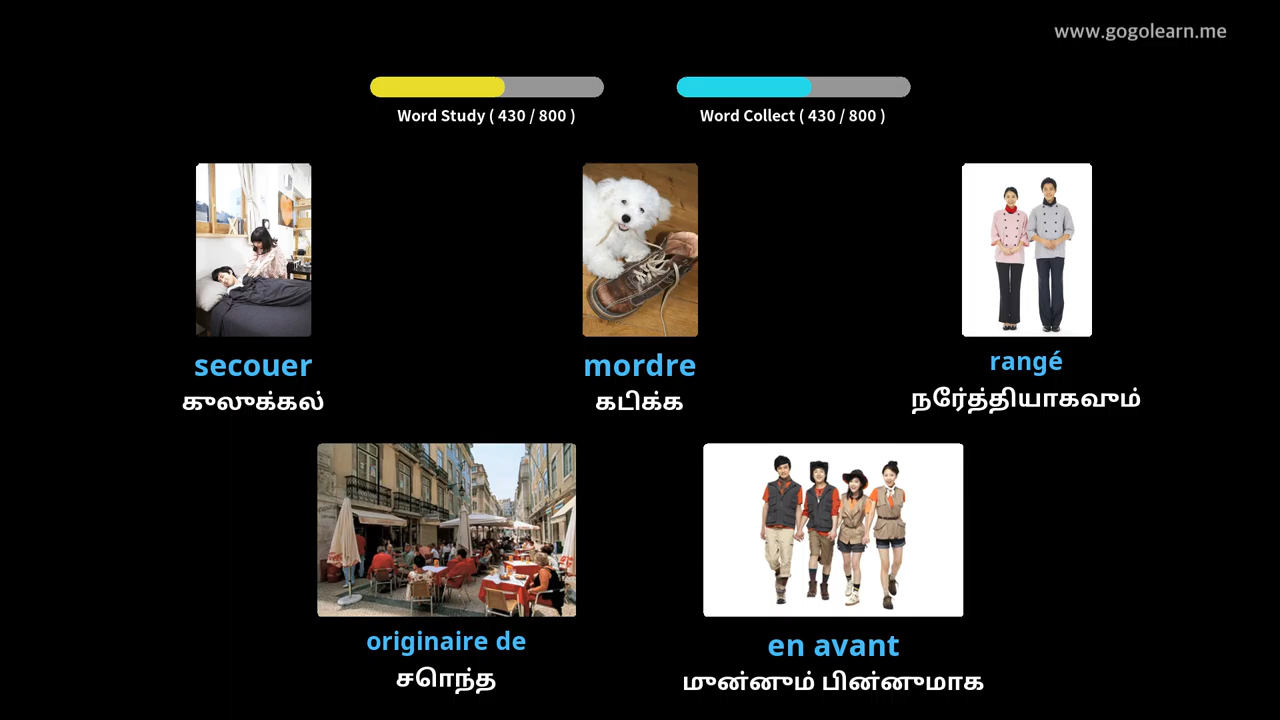 www.gogolearn.me
Word Study ( 430 / 800 )
Word Collect ( 430 / 800 )
secouer
குலுக்கல்
mordre
கடிக்க
rangé
நேர்த்தியாகவும்
originaire de
சொந்த
en avant
முன்னும் பின்னுமாக